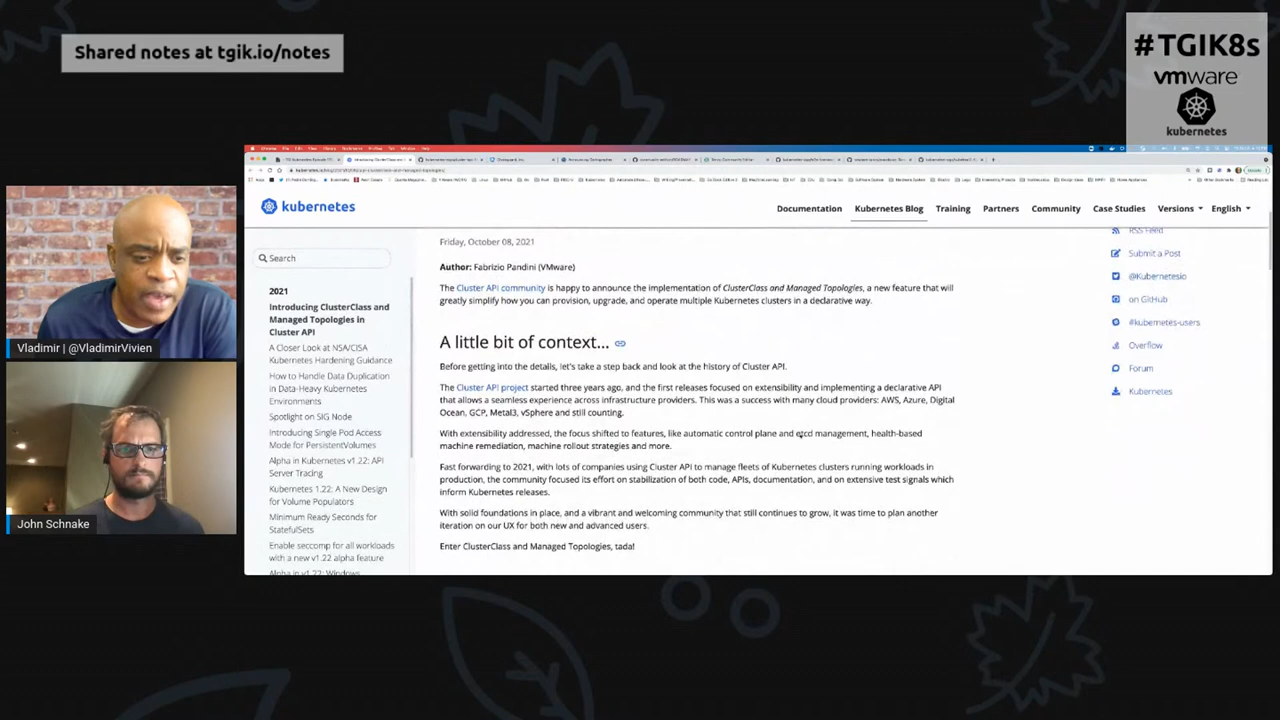 Shared notes at tgik.io/notes
#TGIK8s
vmware
kubernetes
kubernetes
Documentation
Kubernetes Blog
Training
Partners
Community
Case Studies
Versions
English
Search
2021
Introducing ClusterClass and
Managed Topologies in
Cluster API
A Closer Look at NSA/CISA
Kubernetes Hardening Guidance
How to Handle Data Duplication
in Data-Heavy Kubernetes
Environments
Spotlight on SIG Node
Introducing Single Pod Access
Mode for PersistentVolumes
Alpha in Kubernetes v1.22: API
Server Tracing
Kubernetes 1.22: A New Design
for Volume Populators
Minimum Ready Seconds for
StatefulSets
Enable seccomp for all workloads
with a new v1.22 alpha feature
Alpha in v1.22: Windows
Friday, October 08, 2021
Author: Fabrizio Pandini (VMware)
The Cluster API community is happy to announce the implementation of ClusterClass and Managed Topologies, a new feature that will
greatly simplify how you can provision, upgrade, and operate multiple Kubernetes clusters in a declarative way.
A little bit of context...
Before getting into the details, let's take a step back and look at the history of Cluster API.
The Cluster API project started three years ago, and the first releases focused on extensibility and implementing a declarative API
that allows a seamless experience across infrastructure providers. This was a success with many cloud providers: AWS, Azure, Digital
Ocean, GCP, Metal3, vSphere and still counting.
With extensibility addressed, the focus shifted to features, like automatic control plane and etcd management, health-based
machine remediation, machine rollout strategies and more.
Fast forwarding to 2021, with lots of companies using Cluster API to manage fleets of Kubernetes clusters running workloads in
production, the community focused its effort on stabilization of both code, APIs, documentation, and on extensive test signals which
inform Kubernetes releases.
With solid foundations in place, and a vibrant and welcoming community that still continues to grow, it was time to plan another
iteration on our UX for both new and advanced users.
Enter ClusterClass and Managed Topologies, tada!
RSS Feed
Submit a Post
@Kubernetesio
on GitHub
#kubernetes-users
Overflow
Forum
Kubernetes
Vladimir | @VladimirVivien
John Schnake